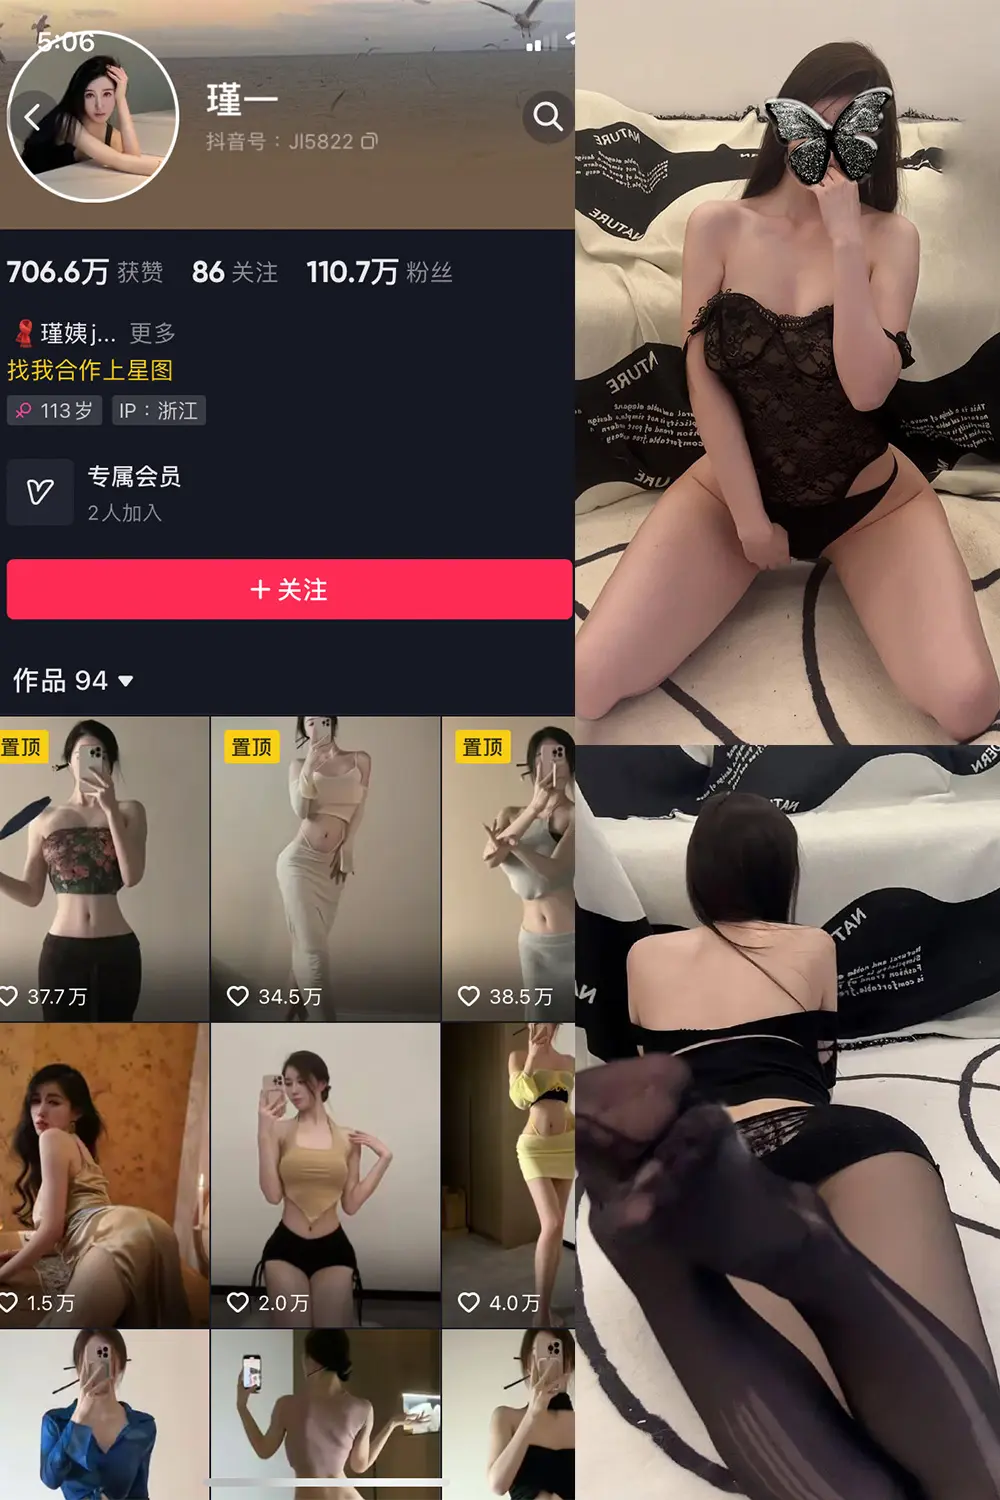 5:06
瑾一
抖音号：JI5822
706.6万 获赞 86 关注 110.7万 粉丝
瑾姨j... 更多
找我合作上星图
113岁 IP：浙江
专属会员
2人加入
＋关注
作品 94
置顶 置顶 置顶
37.7万 34.5万 38.5万
1.5万 2.0万 4.0万
NATURE
NATURE
NATURE
NATURE